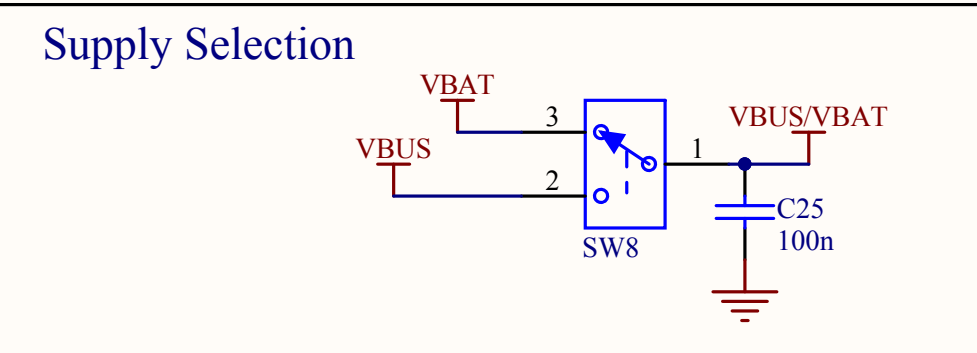 Supply Selection
VBAT
3
VBUS
2
1
VBUS/VBAT
SW8
C25
100n